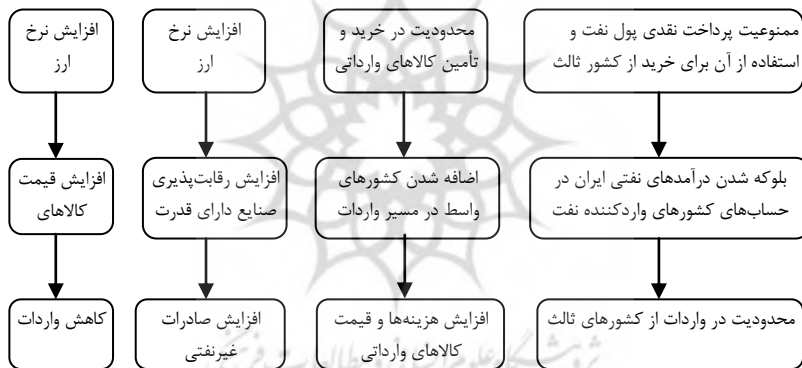 ممنوعیت پرداخت نقدی پول نفت و
استفاده از آن برای خرید از کشور ثالث
محدودیت در خرید و
تأمین کالاهای وارداتی
افزایش نرخ
ارز
افزایش نرخ
ارز
بلوکه شدن درآمدهای نفتی ایران در
حساب‌های کشورهای واردکننده نفت
اضافه شدن کشورهای
واسط در مسیر واردات
افزایش رقابت‌پذیری
صنایع دارای قدرت
افزایش قیمت
کالاهای
محدودیت در واردات از کشورهای ثالث
افزایش هزینه‌ها و قیمت
کالاهای وارداتی
افزایش صادرات
غیرنفتی
کاهش واردات